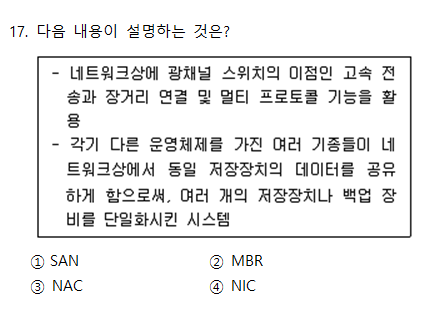 17. 다음 내용이 설명하는 것은?
- 네트워크상에 광채널 스위치의 이점인 고속 전
송과 장거리 연결 및 멀티 프로토콜 기능을 활
용
- 각기 다른 운영체제를 가진 여러 기종들이 네
트워크상에서 동일 저장장치의 데이터를 공유
하게 함으로써, 여러 개의 저장장치나 백업 장
비를 단일화시킨 시스템
① SAN ② MBR
③ NAC ④ NIC